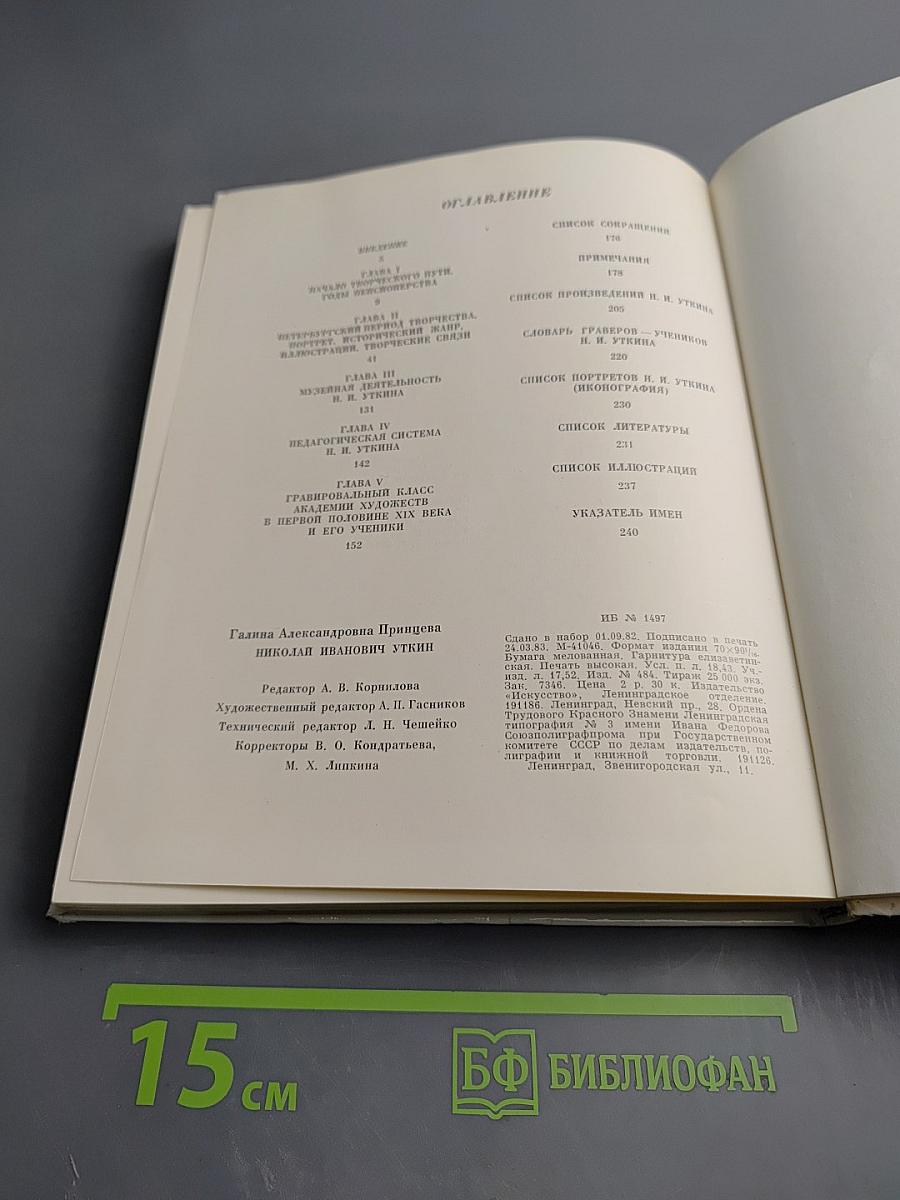 ОГЛАВЛЕНИЕ
ВВЕДЕНИЕ
5
ГЛАВА I
НАЧАЛО ТВОРЧЕСКОГО ПУТИ.
ГОДЫ ПЕНСИОНЕРСТВА
9
ГЛАВА II
ПЕТЕРБУРГСКИЙ ПЕРИОД ТВОРЧЕСТВА.
ПОРТРЕТ. ИСТОРИЧЕСКИЙ ЖАНР.
ИЛЛЮСТРАЦИИ. ТВОРЧЕСКИЕ СВЯЗИ
41
ГЛАВА III
МУЗЕЙНАЯ ДЕЯТЕЛЬНОСТЬ
Н. И. УТКИНА
131
ГЛАВА IV
ПЕДАГОГИЧЕСКАЯ СИСТЕМА
Н. И. УТКИНА
142
ГЛАВА V
ГРАВИРОВАЛЬНЫЙ КЛАСС
АКАДЕМИИ ХУДОЖЕСТВ
В ПЕРВОЙ ПОЛОВИНЕ XIX ВЕКА
И ЕГО УЧЕНИКИ
152
СПИСОК СОКРАЩЕНИЙ
176
ПРИМЕЧАНИЯ
178
СПИСОК ПРОИЗВЕДЕНИЙ Н. И. УТКИНА
205
СЛОВАРЬ ГРАВЕРОВ — УЧЕНИКОВ
Н. И. УТКИНА
220
СПИСОК ПОРТРЕТОВ Н. И. УТКИНА
(ИКОНОГРАФИЯ)
230
СПИСОК ЛИТЕРАТУРЫ
231
СПИСОК ИЛЛЮСТРАЦИЙ
237
УКАЗАТЕЛЬ ИМЕН
240
Галина Александровна Принцева
НИКОЛАЙ ИВАНОВИЧ УТКИН
Редактор А. В. Корнилова
Художественный редактор А. П. Гасников
Технический редактор Л. Н. Чешейко
Корректоры В. О. Кондратьева,
М. Х. Липкина
ИБ № 1497
Сдано в набор 01.09.82. Подписано в печать
24.03.83. М-41046. Формат издания 70×90 1/16.
Бумага мелованная. Гарнитура елизаветин-
ская. Печать высокая. Усл. п. л. 18,43. Уч.-
изд. л. 17,52. Изд. № 484. Тираж 25 000 экз.
Зак. 7346. Цена 2 р. 30 к. Издательство
«Искусство», Ленинградское отделение.
191186. Ленинград, Невский пр., 28. Ордена
Трудового Красного Знамени Ленинградская
типография № 3 имени Ивана Федорова
Союзполиграфпрома при Государственном
комитете СССР по делам издательств, по-
лиграфии и книжной торговли. 191126.
Ленинград, Звенигородская ул., 11.
15 см
БФ БИБЛИОФАН